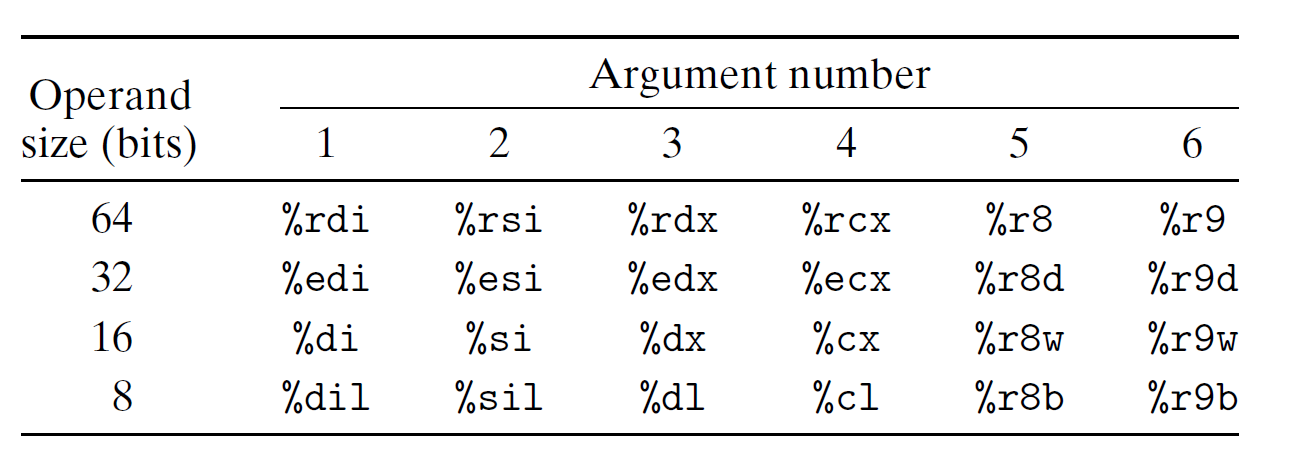 Argument number
Operand
size (bits) 1 2 3 4 5 6
64 %rdi %rsi %rdx %rcx %r8 %r9
32 %edi %esi %edx %ecx %r8d %r9d
16 %di %si %dx %cx %r8w %r9w
8 %dil %sil %dl %cl %r8b %r9b